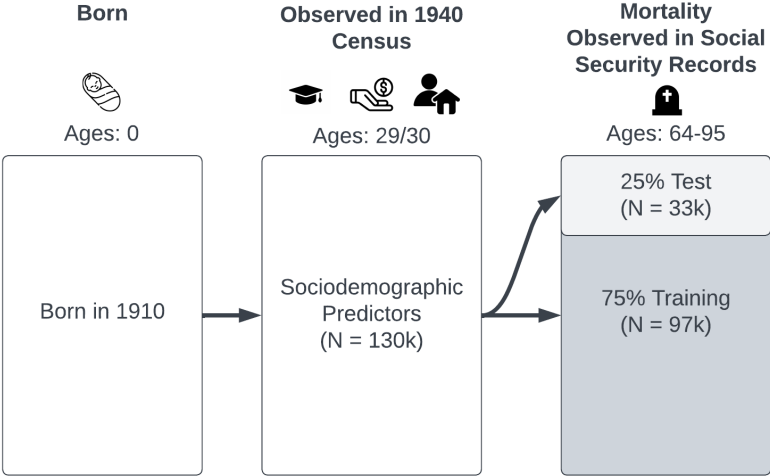 Born
Ages: 0
Born in 1910
Observed in 1940
Census
$
Ages: 29/30
Sociodemographic
Predictors
(N = 130k)
Mortality
Observed in Social
Security Records
Ages: 64-95
25% Test
(N = 33k)
75% Training
(N = 97k)